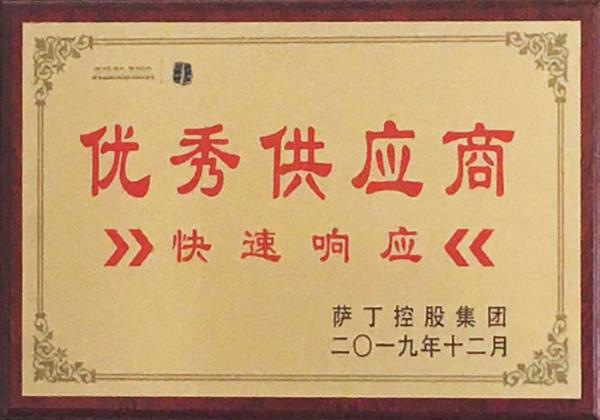 优秀供应商
快速响应
萨丁控股集团
二〇一九年十二月